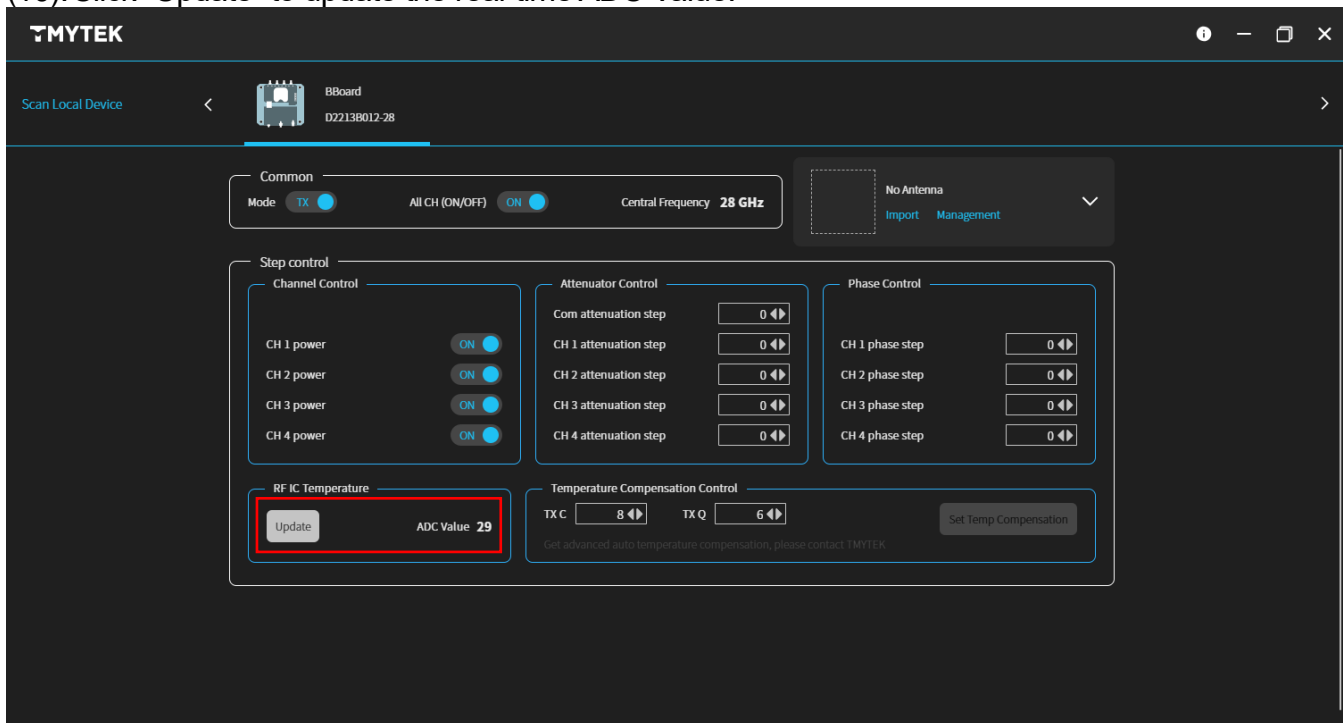 TMYTEK
Scan Local Device
BBoard
D2213B012-28
Common
Mode TX All CH (ON/OFF) ON Central Frequency 28 GHz
No Antenna
Import Management
Step control
Channel Control
CH 1 power ON
CH 2 power ON
CH 3 power ON
CH 4 power ON
Attenuator Control
Com attenuation step 0
CH 1 attenuation step 0
CH 2 attenuation step 0
CH 3 attenuation step 0
CH 4 attenuation step 0
Phase Control
CH 1 phase step 0
CH 2 phase step 0
CH 3 phase step 0
CH 4 phase step 0
RF IC Temperature
Update ADC Value 29
Temperature Compensation Control
TX C 8 TX Q 6 Set Temp Compensation
Get advanced auto temperature compensation, please contact TMYTEK